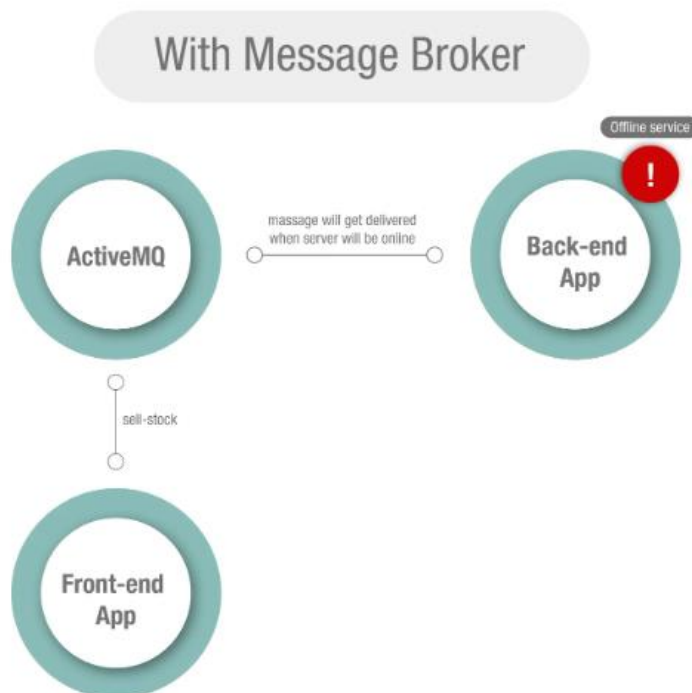 With Message Broker
Offline service
ActiveMQ
massage will get delivered
when server will be online
Back-end
App
!
sell-stock
Front-end
App